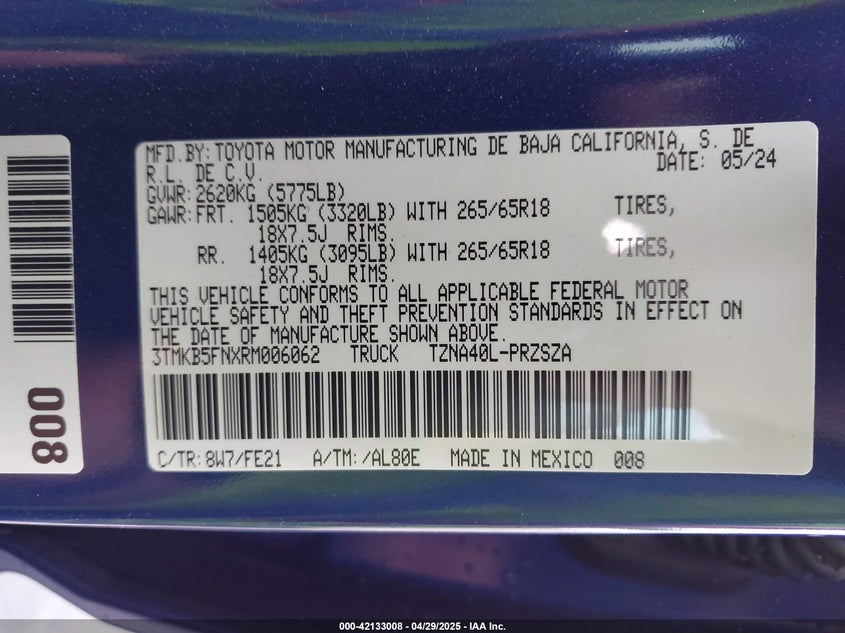 MFD.BY:TOYOTA MOTOR MANUFACTURING DE BAJA CALIFORNIA, S. DE
R.L. DE C.V. DATE: 05/24
GVWR:2620KG (5775LB)
GAWR:FRT. 1505KG (3320LB) WITH 265/65R18 TIRES,
18X7.5J RIMS.
RR. 1405KG (3095LB) WITH 265/65R18 TIRES,
18X7.5J RIMS.
THIS VEHICLE CONFORMS TO ALL APPLICABLE FEDERAL MOTOR
VEHICLE SAFETY AND THEFT PREVENTION STANDARDS IN EFFECT ON
THE DATE OF MANUFACTURE SHOWN ABOVE.
3TMKB5FNXRM006062 TRUCK TZNA40L-PRZSZA
C/TR:8W7/FE21 A/TM:/AL80E MADE IN MEXICO 008
008
000-42133008 - 04/29/2025 - IAA Inc.